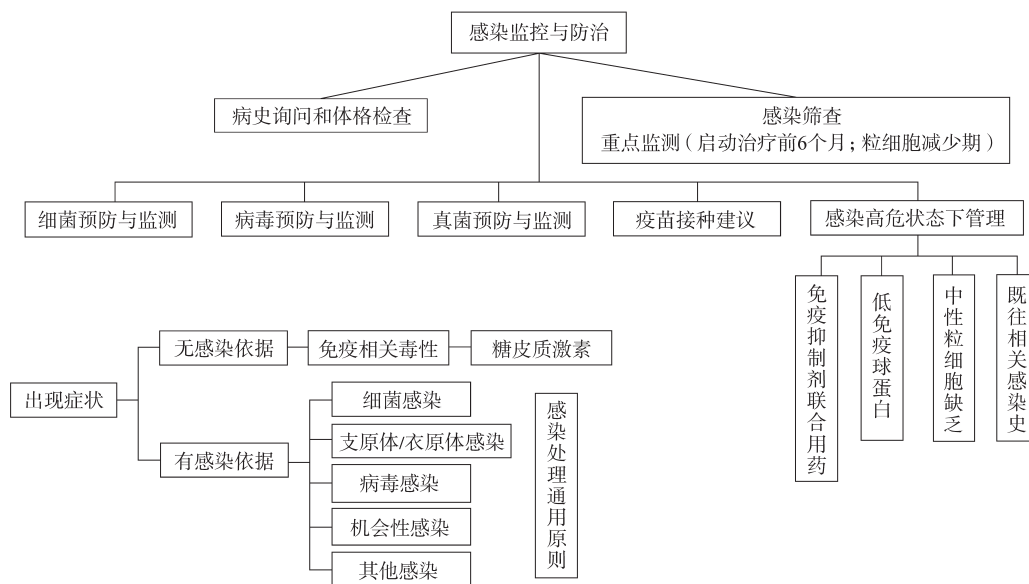 感染监控与防治
病史询问和体格检查
感染筛查
重点监测（启动治疗前6个月；粒细胞减少期）
细菌预防与监测
病毒预防与监测
真菌预防与监测
疫苗接种建议
感染高危状态下管理
免疫抑制剂联合用药
低免疫球蛋白
中性粒细胞缺乏
既往相关感染史
出现症状
无感染依据
免疫相关毒性
糖皮质激素
有感染依据
细菌感染
支原体/衣原体感染
病毒感染
机会性感染
其他感染
感染处理通用原则